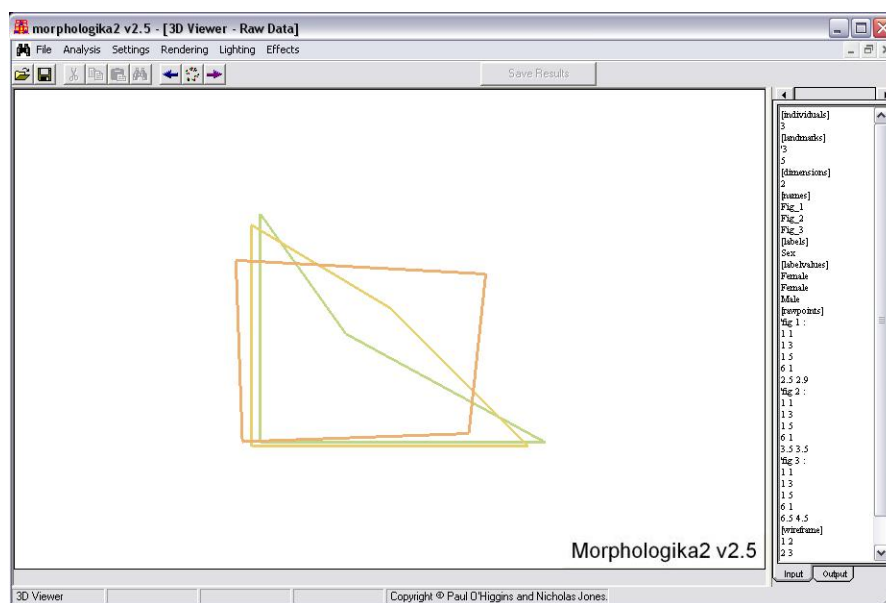 morphologika2 v2.5 - [3D Viewer - Raw Data]
File Analysis Settings Rendering Lighting Effects
Save Results
[individuals]
3
[landmarks]
'3
5
[dimensions]
2
[names]
Fig_1
Fig_2
Fig_3
[labels]
Sex
[labelvalues]
Female
Female
Male
[rawpoints]
'fig 1 :
1 1
1 3
1 5
6 1
2.5 2.9
'fig 2 :
1 1
1 3
1 5
6 1
3.5 3.5
'fig 3 :
1 1
1 3
1 5
6 1
6.5 4.5
[wireframe]
1 2
2 3
Morphologika2 v2.5
Input Output
3D Viewer
Copyright © Paul O'Higgins and Nicholas Jones.